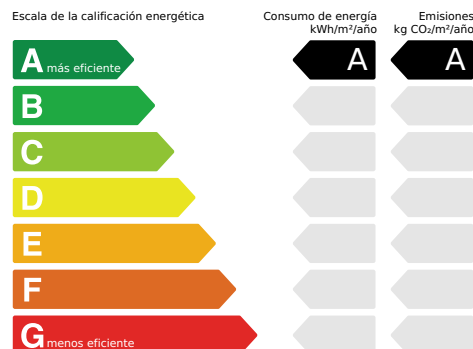 Escala de la calificación energética
Consumo de energía
kWh/m²/año
Emisiones
kg CO₂/m²/año
A más eficiente
A
A
B
C
D
E
F
G menos eficiente